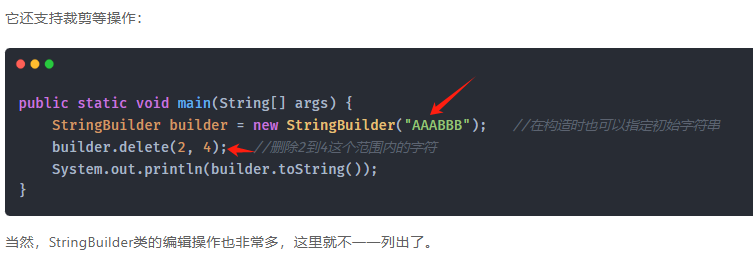 它还支持裁剪等操作：
public static void main(String[] args) {
    StringBuilder builder = new StringBuilder("AAABBB");   //在构造时也可以指定初始字符串
    builder.delete(2, 4);   //删除2到4这个范围内的字符
    System.out.println(builder.toString());
}
当然，StringBuilder类的编辑操作也非常多，这里就不一一列出了。